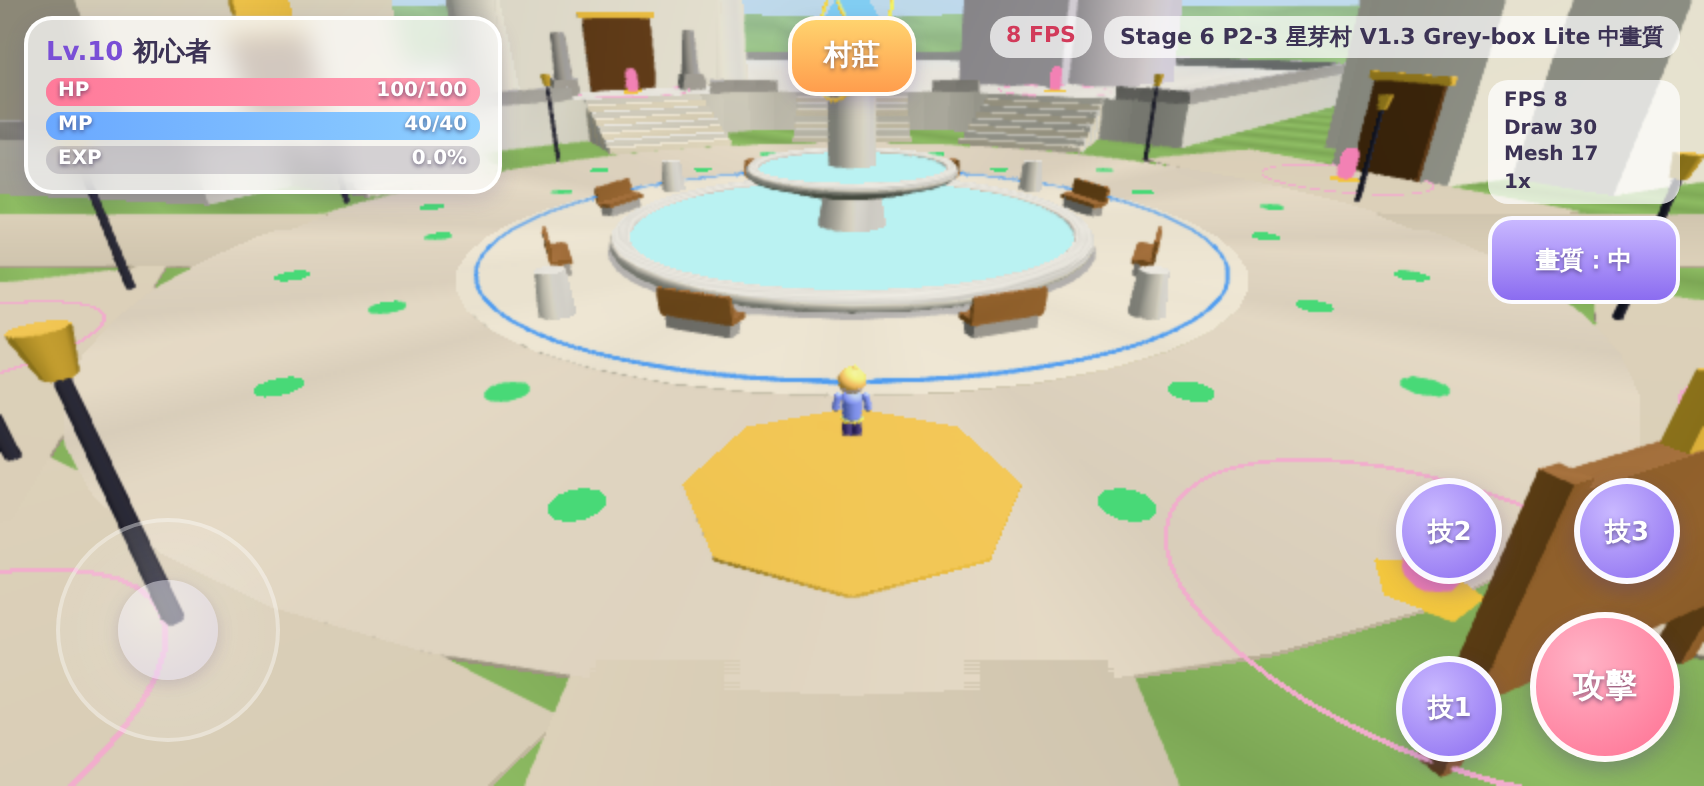 Lv.10 初心者
HP 100/100
MP 40/40
EXP 0.0%
村莊
8 FPS
Stage 6 P2-3 星芽村 V1.3 Grey-box Lite 中畫質
FPS 8
Draw 30
Mesh 17
1x
畫質：中
技2
技3
技1
攻擊